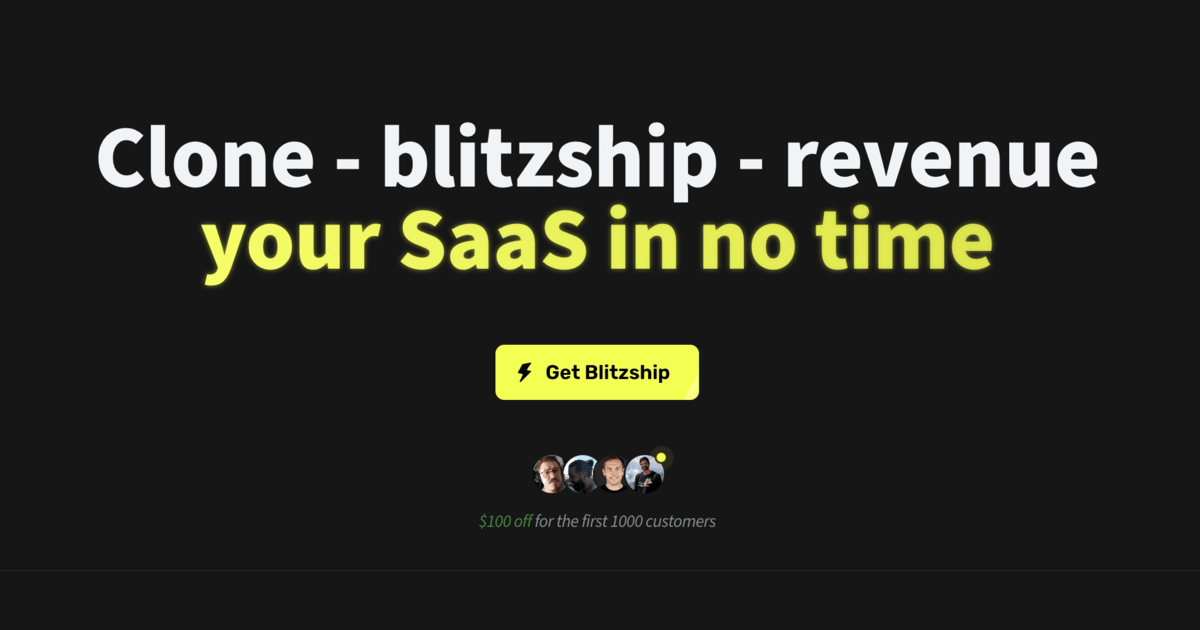 Clone - blitzship - revenue
your SaaS in no time
Get Blitzship
$100 off for the first 1000 customers